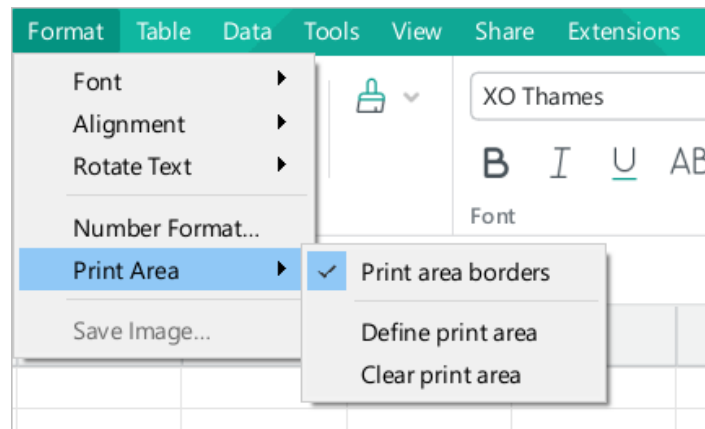 Format Table Data Tools View Share Extensions
Font
Alignment
Rotate Text
Number Format...
Print Area
Save Image...
XO Thames
B I U AB
Font
Print area borders
Define print area
Clear print area